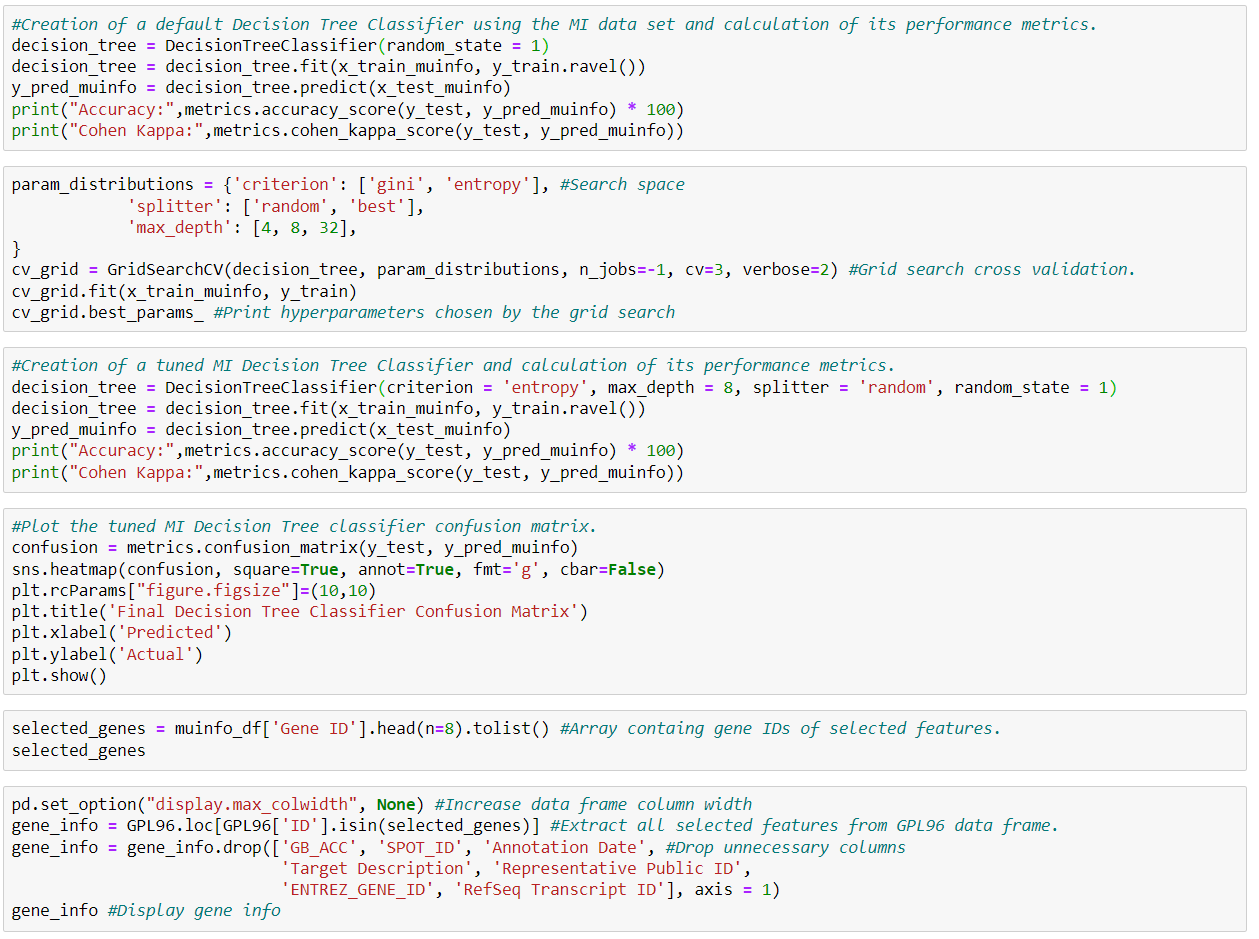 #Creation of a default Decision Tree Classifier using the MI data set and calculation of its performance metrics.
decision_tree = DecisionTreeClassifier(random_state = 1)
decision_tree = decision_tree.fit(x_train_muinfo, y_train.ravel())
y_pred_muinfo = decision_tree.predict(x_test_muinfo)
print("Accuracy:",metrics.accuracy_score(y_test, y_pred_muinfo) * 100)
print("Cohen Kappa:",metrics.cohen_kappa_score(y_test, y_pred_muinfo))
param_distributions = {'criterion': ['gini', 'entropy'], #Search space
            'splitter': ['random', 'best'],
            'max_depth': [4, 8, 32],
}
cv_grid = GridSearchCV(decision_tree, param_distributions, n_jobs=-1, cv=3, verbose=2) #Grid search cross validation.
cv_grid.fit(x_train_muinfo, y_train)
cv_grid.best_params_ #Print hyperparameters chosen by the grid search
#Creation of a tuned MI Decision Tree Classifier and calculation of its performance metrics.
decision_tree = DecisionTreeClassifier(criterion = 'entropy', max_depth = 8, splitter = 'random', random_state = 1)
decision_tree = decision_tree.fit(x_train_muinfo, y_train.ravel())
y_pred_muinfo = decision_tree.predict(x_test_muinfo)
print("Accuracy:",metrics.accuracy_score(y_test, y_pred_muinfo) * 100)
print("Cohen Kappa:",metrics.cohen_kappa_score(y_test, y_pred_muinfo))
#Plot the tuned MI Decision Tree classifier confusion matrix.
confusion = metrics.confusion_matrix(y_test, y_pred_muinfo)
sns.heatmap(confusion, square=True, annot=True, fmt='g', cbar=False)
plt.rcParams["figure.figsize"]=(10,10)
plt.title('Final Decision Tree Classifier Confusion Matrix')
plt.xlabel('Predicted')
plt.ylabel('Actual')
plt.show()
selected_genes = muinfo_df['Gene ID'].head(n=8).tolist() #Array containg gene IDs of selected features.
selected_genes
pd.set_option("display.max_colwidth", None) #Increase data frame column width
gene_info = GPL96.loc[GPL96['ID'].isin(selected_genes)] #Extract all selected features from GPL96 data frame.
gene_info = gene_info.drop(['GB_ACC', 'SPOT_ID', 'Annotation Date', #Drop unnecessary columns
                            'Target Description', 'Representative Public ID',
                            'ENTREZ_GENE_ID', 'RefSeq Transcript ID'], axis = 1)
gene_info #Display gene info